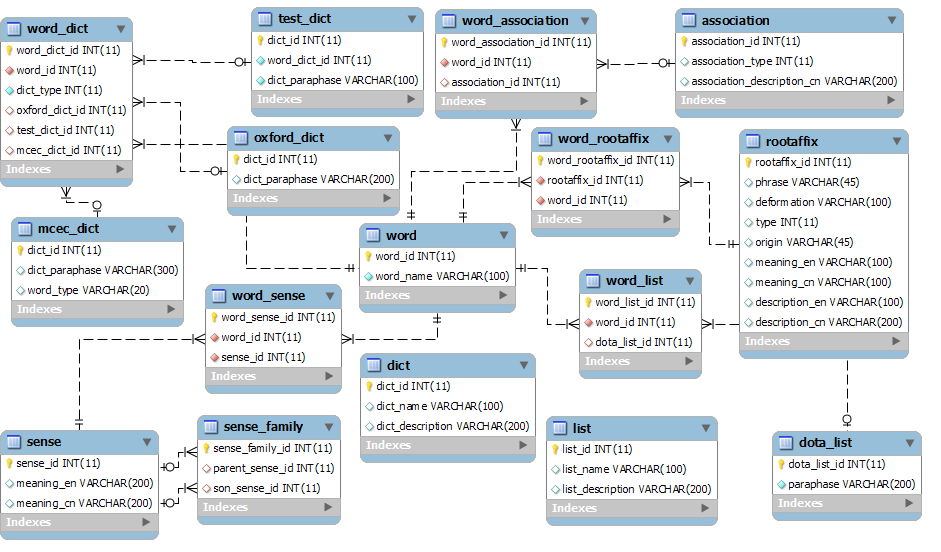 word_dict
word_dict_id INT(11)
word_id INT(11)
dict_type INT(11)
oxford_dict_id INT(11)
test_dict_id INT(11)
mcec_dict_id INT(11)
Indexes
test_dict
dict_id INT(11)
word_dict_id INT(11)
dict_paraphase VARCHAR(100)
Indexes
word_association
word_association_id INT(11)
word_id INT(11)
association_id INT(11)
Indexes
association
association_id INT(11)
association_type INT(11)
association_description_cn VARCHAR(200)
Indexes
oxford_dict
dict_id INT(11)
dict_paraphase VARCHAR(200)
Indexes
word_rootaffix
word_rootaffix_id INT(11)
rootaffix_id INT(11)
word_id INT(11)
Indexes
rootaffix
rootaffix_id INT(11)
phrase VARCHAR(45)
deformation VARCHAR(100)
type INT(11)
origin VARCHAR(45)
meaning_en VARCHAR(100)
meaning_cn VARCHAR(100)
description_en VARCHAR(100)
description_cn VARCHAR(200)
Indexes
mcec_dict
dict_id INT(11)
dict_paraphase VARCHAR(300)
word_type VARCHAR(20)
Indexes
word
word_id INT(11)
word_name VARCHAR(100)
Indexes
word_sense
word_sense_id INT(11)
word_id INT(11)
sense_id INT(11)
Indexes
word_list
word_list_id INT(11)
word_id INT(11)
dota_list_id INT(11)
Indexes
dict
dict_id INT(11)
dict_name VARCHAR(100)
dict_description VARCHAR(200)
Indexes
sense
sense_id INT(11)
meaning_en VARCHAR(200)
meaning_cn VARCHAR(200)
Indexes
sense_family
sense_family_id INT(11)
parent_sense_id INT(11)
son_sense_id INT(11)
Indexes
list
list_id INT(11)
list_name VARCHAR(100)
list_description VARCHAR(200)
Indexes
dota_list
dota_list_id INT(11)
paraphase VARCHAR(200)
Indexes